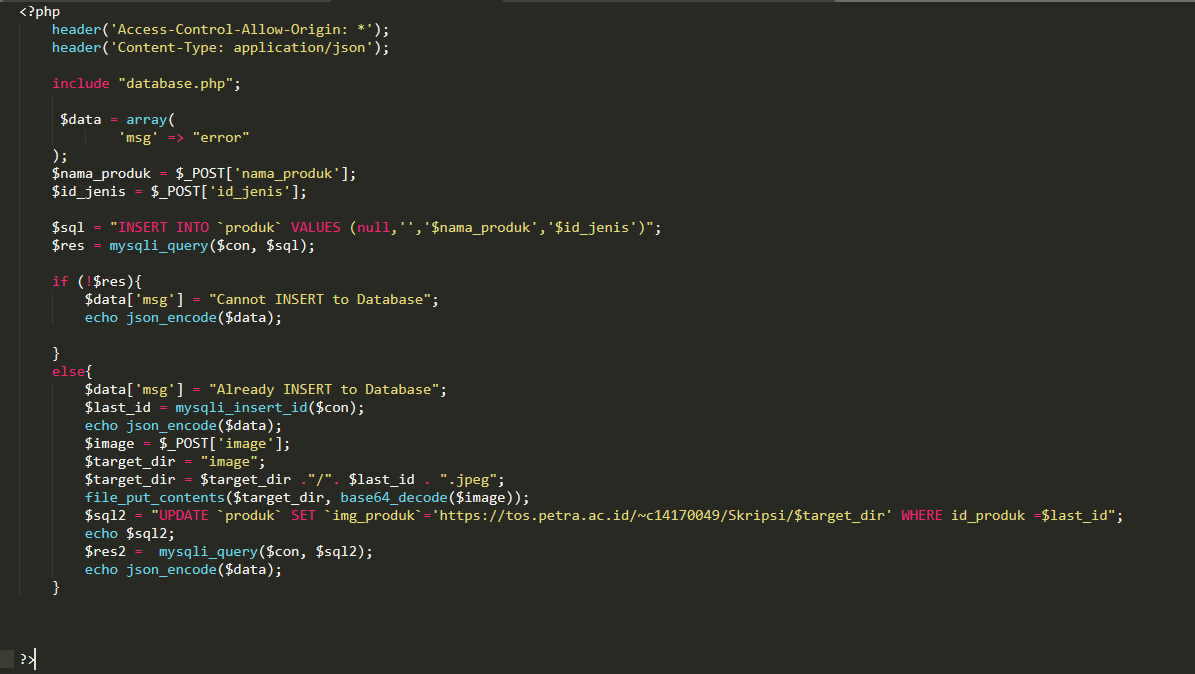 <?php
header('Access-Control-Allow-Origin: *');
header('Content-Type: application/json');
include "database.php";
$data = array(
'msg' => "error"
);
$nama_produk = $_POST['nama_produk'];
$id_jenis = $_POST['id_jenis'];
$sql = "INSERT INTO `produk` VALUES (null,'','$nama_produk','$id_jenis')";
$res = mysqli_query($con, $sql);
if (!$res){
$data['msg'] = "Cannot INSERT to Database";
echo json_encode($data);
}
else{
$data['msg'] = "Already INSERT to Database";
$last_id = mysqli_insert_id($con);
echo json_encode($data);
$image = $_POST['image'];
$target_dir = "image";
$target_dir = $target_dir ."/". $last_id . ".jpeg";
file_put_contents($target_dir, base64_decode($image));
$sql2 = "UPDATE `produk` SET `img_produk`='https://tos.petra.ac.id/~c14170049/Skripsi/$target_dir' WHERE id_produk =$last_id";
echo $sql2;
$res2 =  mysqli_query($con, $sql2);
echo json_encode($data);
}
?>